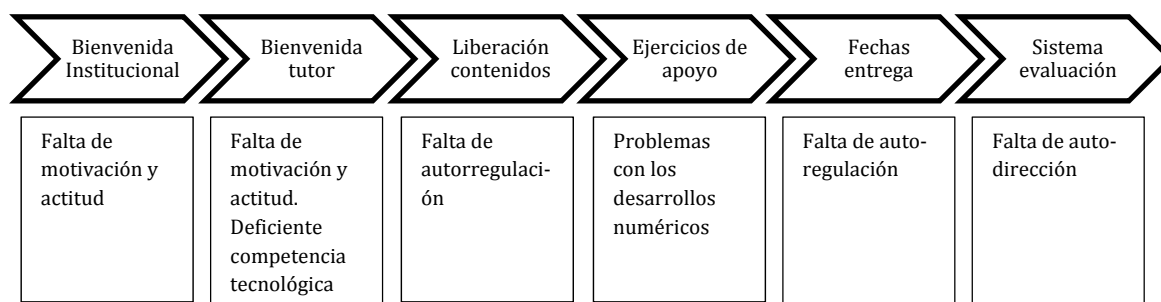 Bienvenida
Institucional
Bienvenida
tutor
Liberación
contenidos
Ejercicios de
apoyo
Fechas
entrega
Sistema
evaluación
Falta de
motivación y
actitud
Falta de
motivación y
actitud.
Deficiente
competencia
tecnológica
Falta de
autorregulaci-
ón
Problemas
con los
desarrollos
numéricos
Falta de auto-
regulación
Falta de auto-
dirección